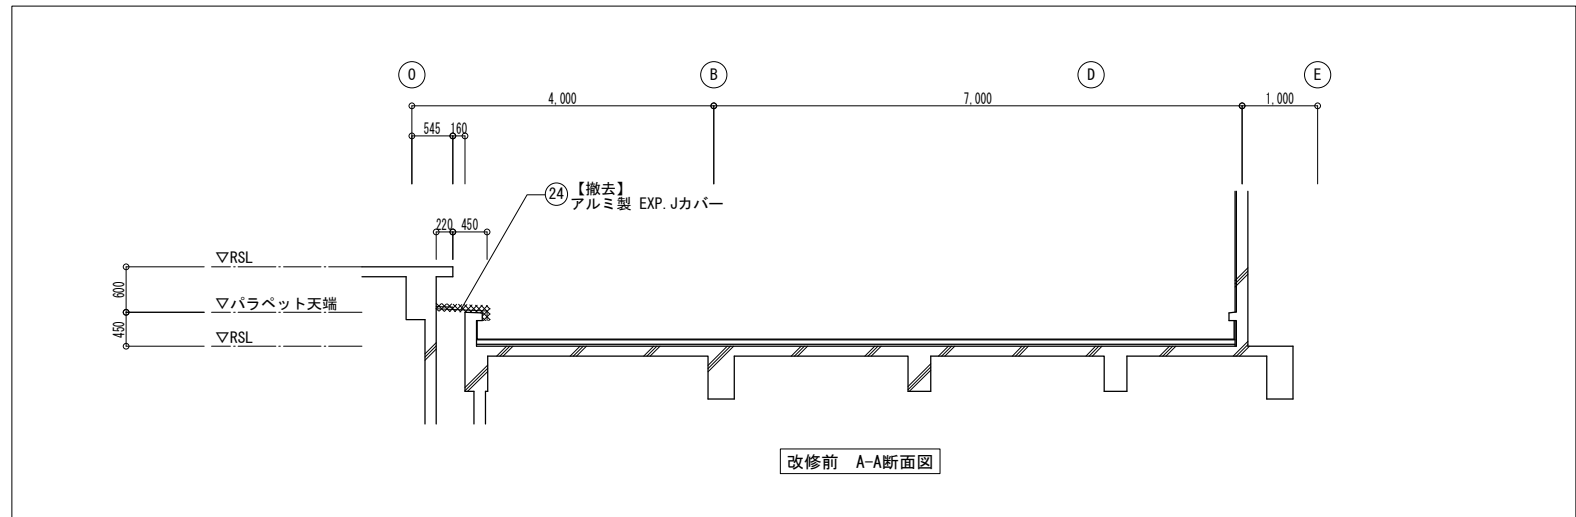 O B D E
4,000 7,000 1,000
545 160
24 【撤去】
アルミ製 EXP.Jカバー
220 450
▽RSL
600
▽パラペット天端
450
▽RSL
改修前 A-A断面図